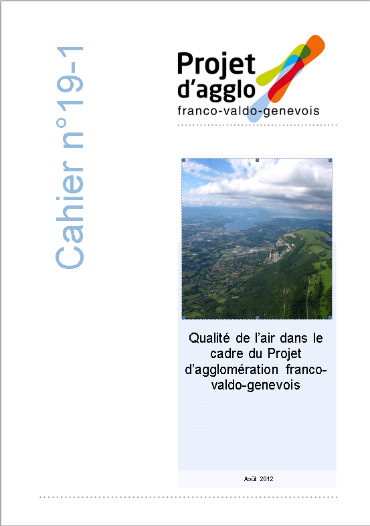 Cahier n°19-1
Projet
d'agglo
franco-valdo-genevois
Qualité de l'air dans le
cadre du Projet
d'agglomération franco-
valdo-genevois
Août 2012